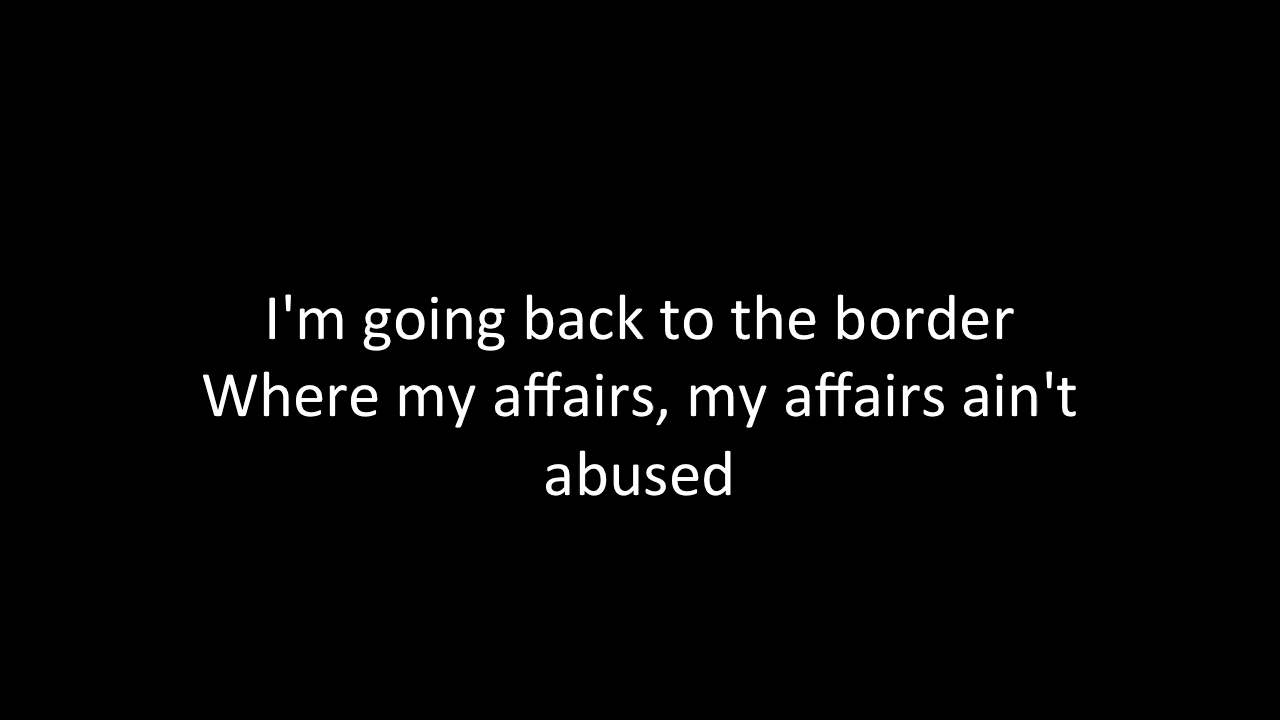 I'm going back to the border
Where my affairs, my affairs ain't
abused